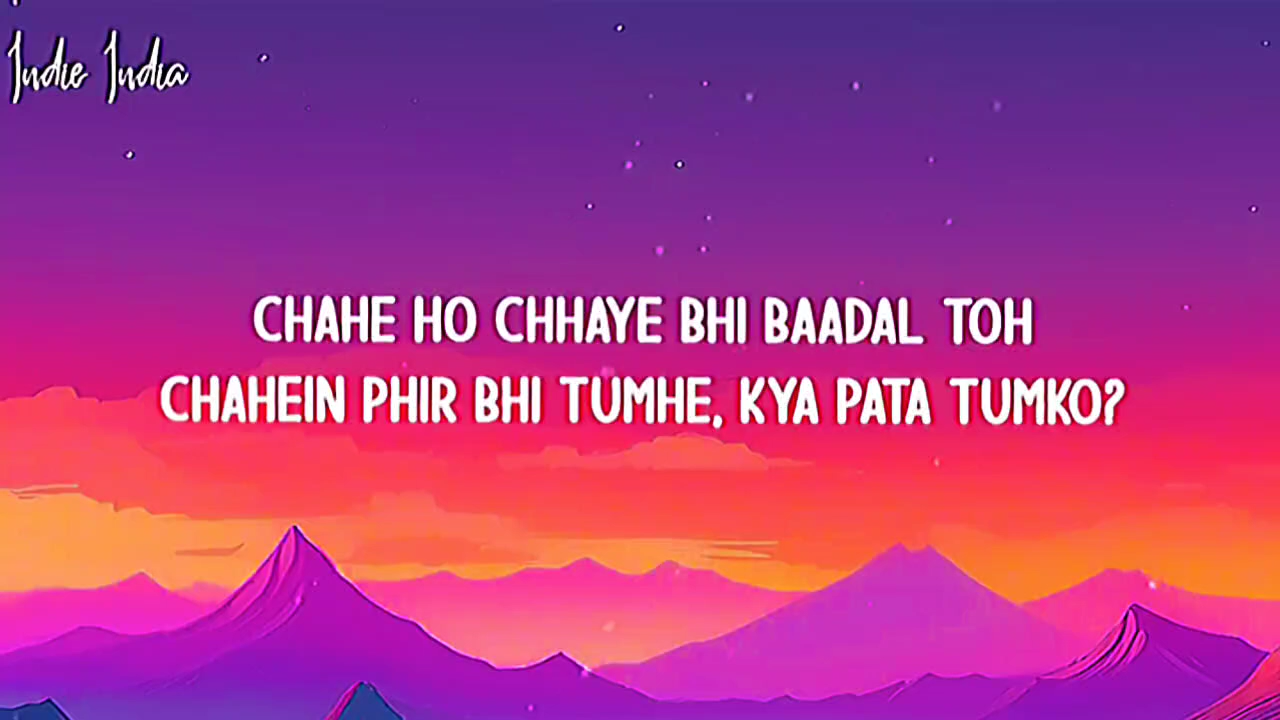 Indie India
CHAHE HO CHHAYE BHI BAADAL TOH
CHAHEIN PHIR BHI TUMHE, KYA PATA TUMKO?